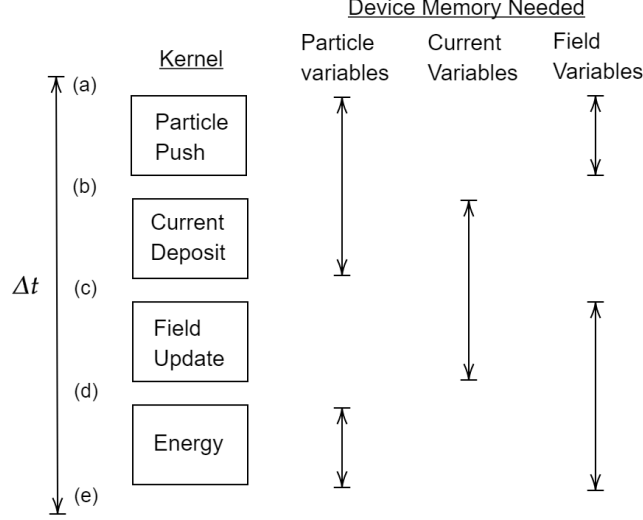 Device Memory Needed
Kernel
Particle
variables
Current
Variables
Field
Variables
(a)
Particle
Push
(b)
Current
Deposit
(c)
Δt
Field
Update
(d)
Energy
(e)